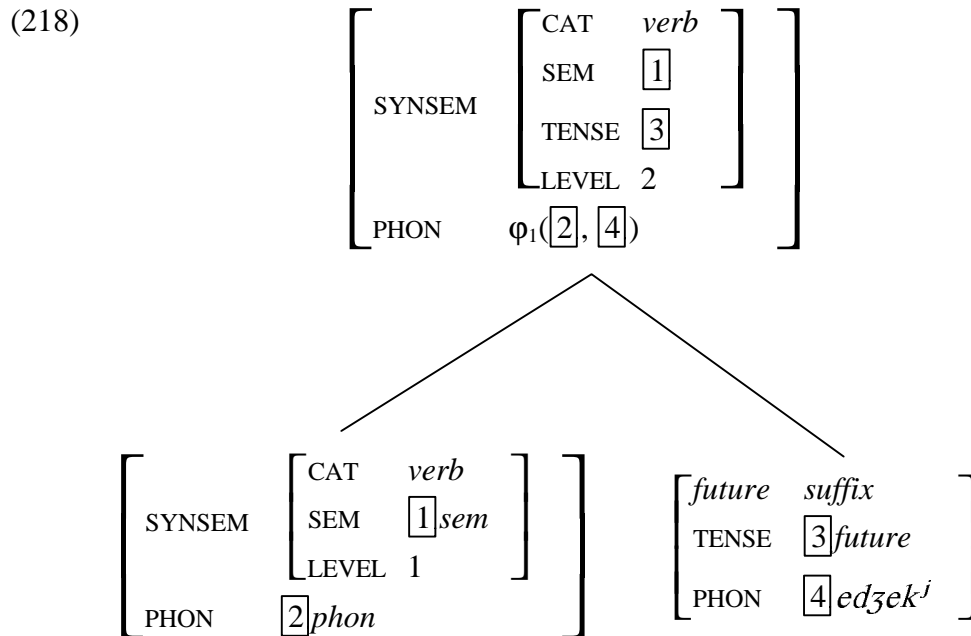 (218)
CAT verb
SEM 1
SYNSEM
TENSE 3
LEVEL 2
PHON φ₁(2, 4)
CAT verb
SYNSEM SEM 1 sem
LEVEL 1
PHON 2 phon
future suffix
TENSE 3 future
PHON 4 edʒekʲ